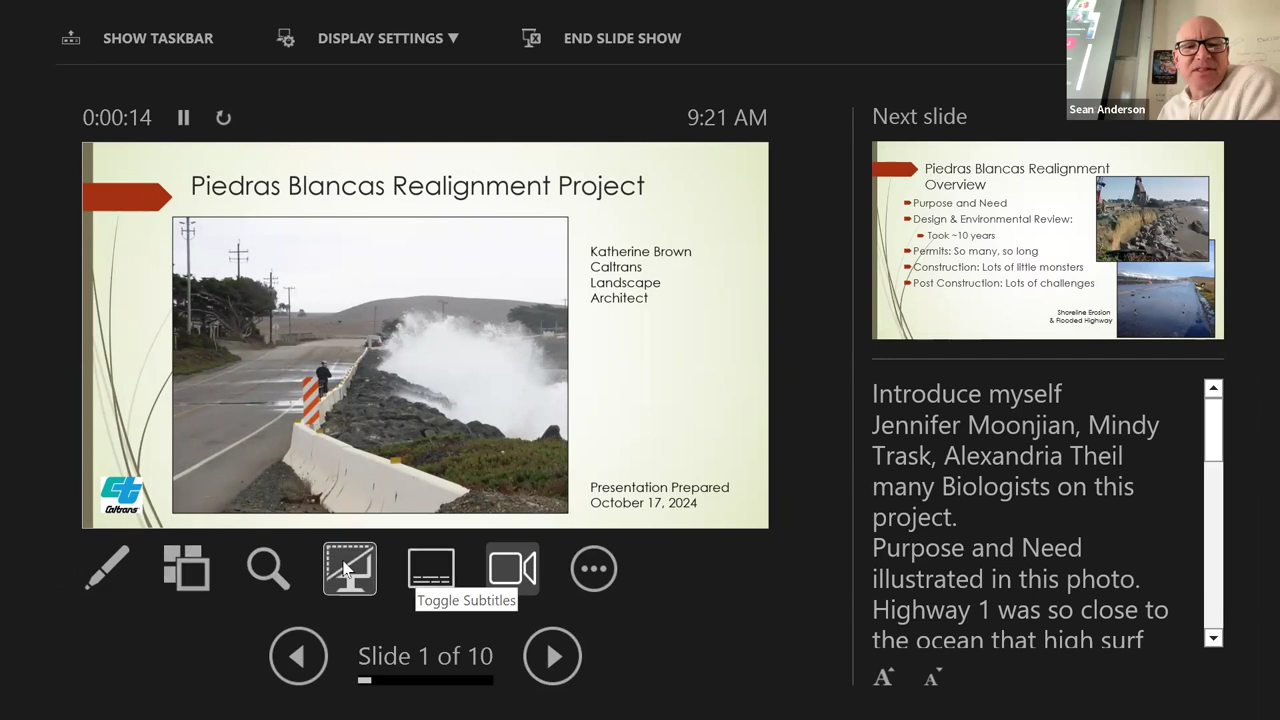 SHOW TASKBAR
DISPLAY SETTINGS ▼
END SLIDE SHOW
Sean Anderson
0:00:14
9:21 AM
Piedras Blancas Realignment Project
Katherine Brown
Caltrans
Landscape
Architect
Presentation Prepared
October 17, 2024
Caltrans
Toggle Subtitles
Slide 1 of 10
Next slide
Piedras Blancas Realignment
Overview
Purpose and Need
Design & Environmental Review:
Took ~10 years
Permits: So many, so long
Construction: Lots of little monsters
Post Construction: Lots of challenges
Shoreline Erosion
& Flooded Highway
Introduce myself
Jennifer Moonjian, Mindy
Trask, Alexandria Theil
many Biologists on this
project.
Purpose and Need
illustrated in this photo.
Highway 1 was so close to
the ocean that high surf
A A